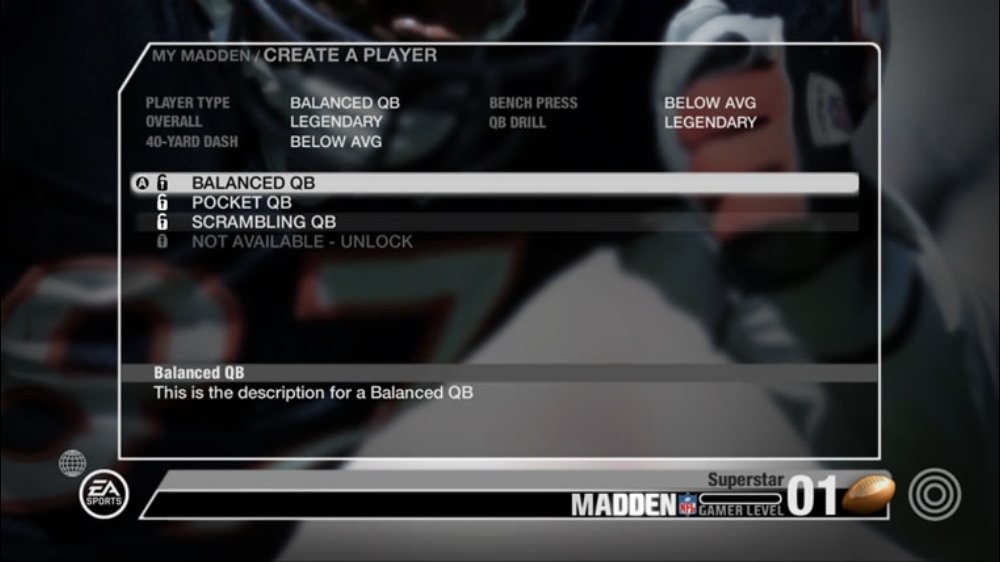 MY MADDEN / CREATE A PLAYER
PLAYER TYPE BALANCED QB BENCH PRESS BELOW AVG
OVERALL LEGENDARY QB DRILL LEGENDARY
40-YARD DASH BELOW AVG
A BALANCED QB
POCKET QB
SCRAMBLING QB
NOT AVAILABLE - UNLOCK
Balanced QB
This is the description for a Balanced QB
EA SPORTS
Superstar
MADDEN NFL GAMER LEVEL 01
87